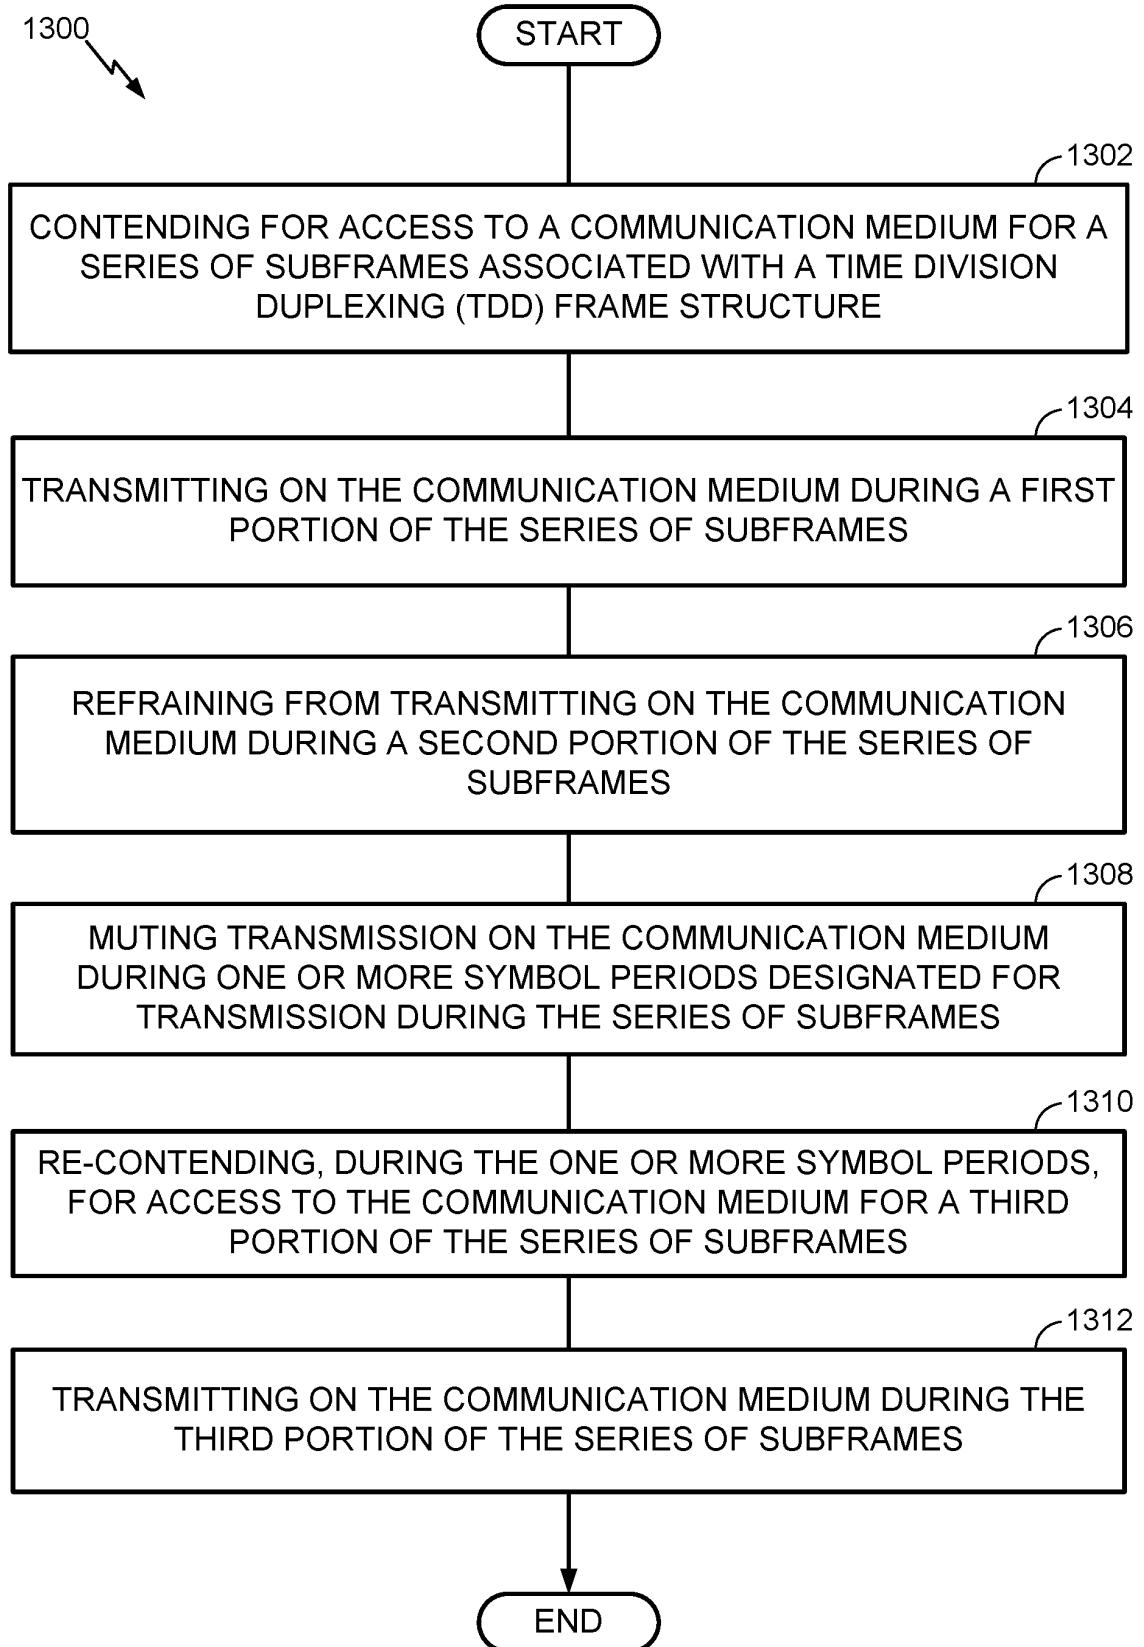 1300
START
1302
CONTENDING FOR ACCESS TO A COMMUNICATION MEDIUM FOR A
SERIES OF SUBFRAMES ASSOCIATED WITH A TIME DIVISION
DUPLEXING (TDD) FRAME STRUCTURE
1304
TRANSMITTING ON THE COMMUNICATION MEDIUM DURING A FIRST
PORTION OF THE SERIES OF SUBFRAMES
1306
REFRAINING FROM TRANSMITTING ON THE COMMUNICATION
MEDIUM DURING A SECOND PORTION OF THE SERIES OF
SUBFRAMES
1308
MUTING TRANSMISSION ON THE COMMUNICATION MEDIUM
DURING ONE OR MORE SYMBOL PERIODS DESIGNATED FOR
TRANSMISSION DURING THE SERIES OF SUBFRAMES
1310
RE-CONTENDING, DURING THE ONE OR MORE SYMBOL PERIODS,
FOR ACCESS TO THE COMMUNICATION MEDIUM FOR A THIRD
PORTION OF THE SERIES OF SUBFRAMES
1312
TRANSMITTING ON THE COMMUNICATION MEDIUM DURING THE
THIRD PORTION OF THE SERIES OF SUBFRAMES
END